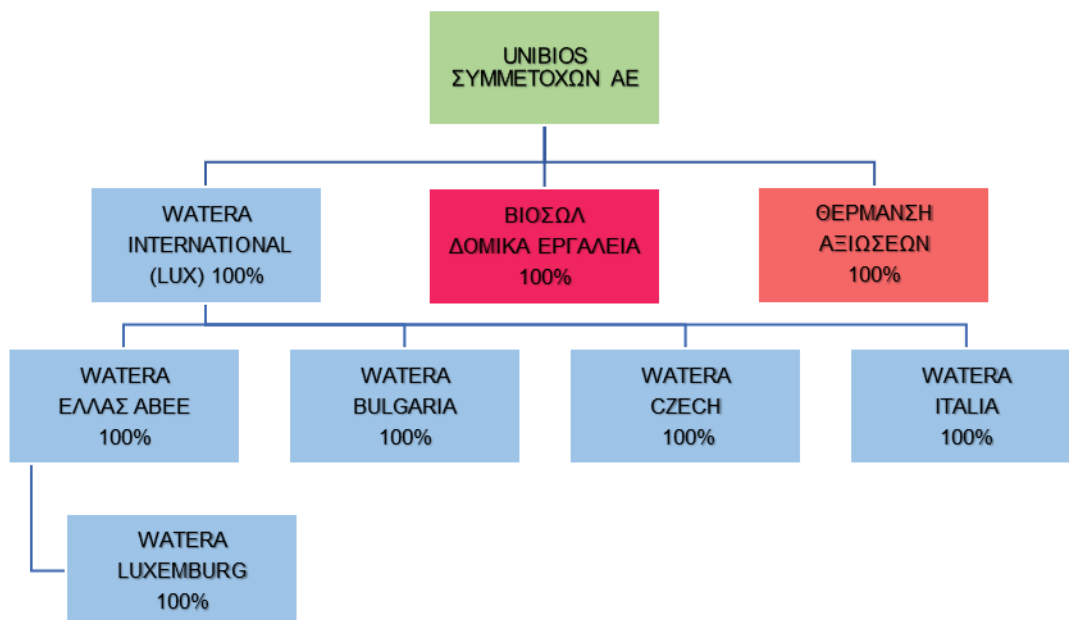 UNIBIOS
ΣΥΜΜΕΤΟΧΩΝ ΑΕ
WATERA
INTERNATIONAL
(LUX) 100%
ΒΙΟΣΩΛ
ΔΟΜΙΚΑ ΕΡΓΑΛΕΙΑ
100%
ΘΕΡΜΑΝΣΗ
ΑΞΙΩΣΕΩΝ
100%
WATERA
ΕΛΛΑΣ ΑΒΕΕ
100%
WATERA
BULGARIA
100%
WATERA
CZECH
100%
WATERA
ITALIA
100%
WATERA
LUXEMBURG
100%